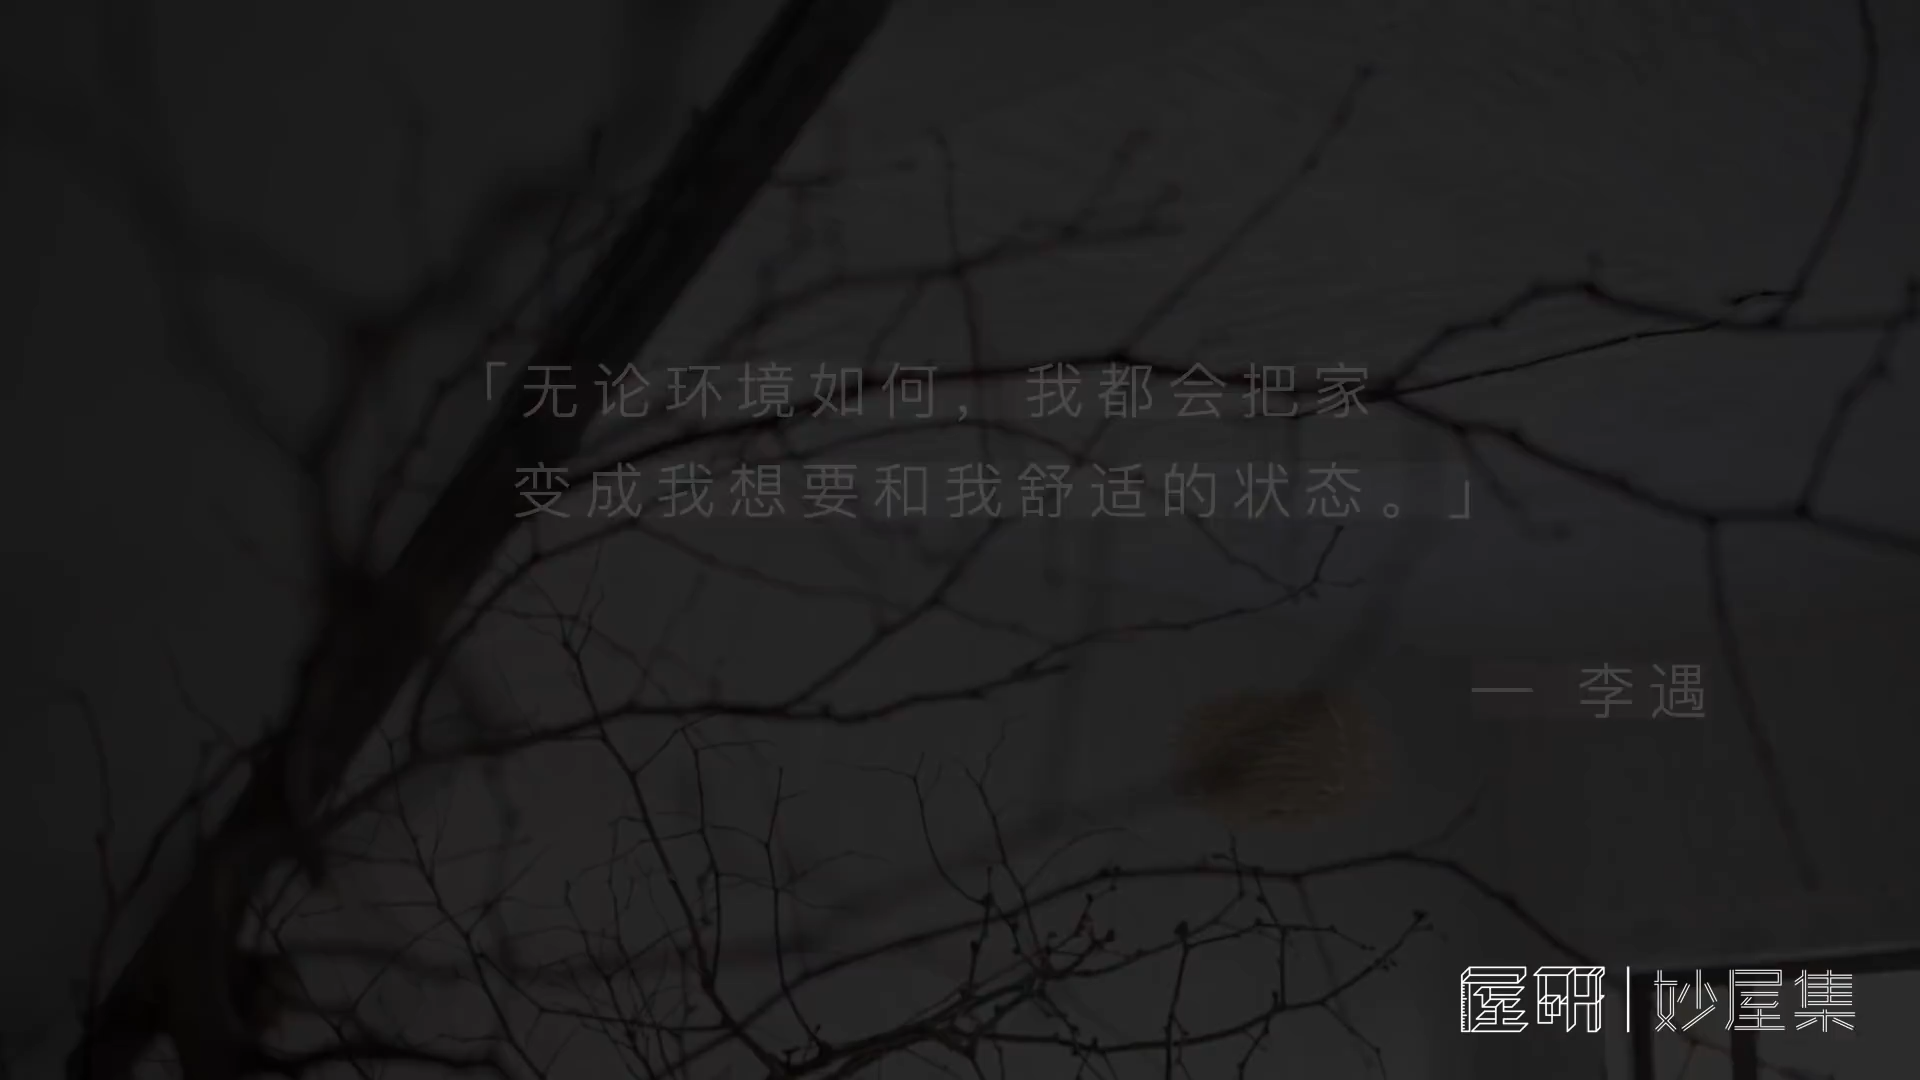 「无论环境如何，我都会把家
变成我想要和我舒适的状态。」
— 李遇
屋研｜妙屋集